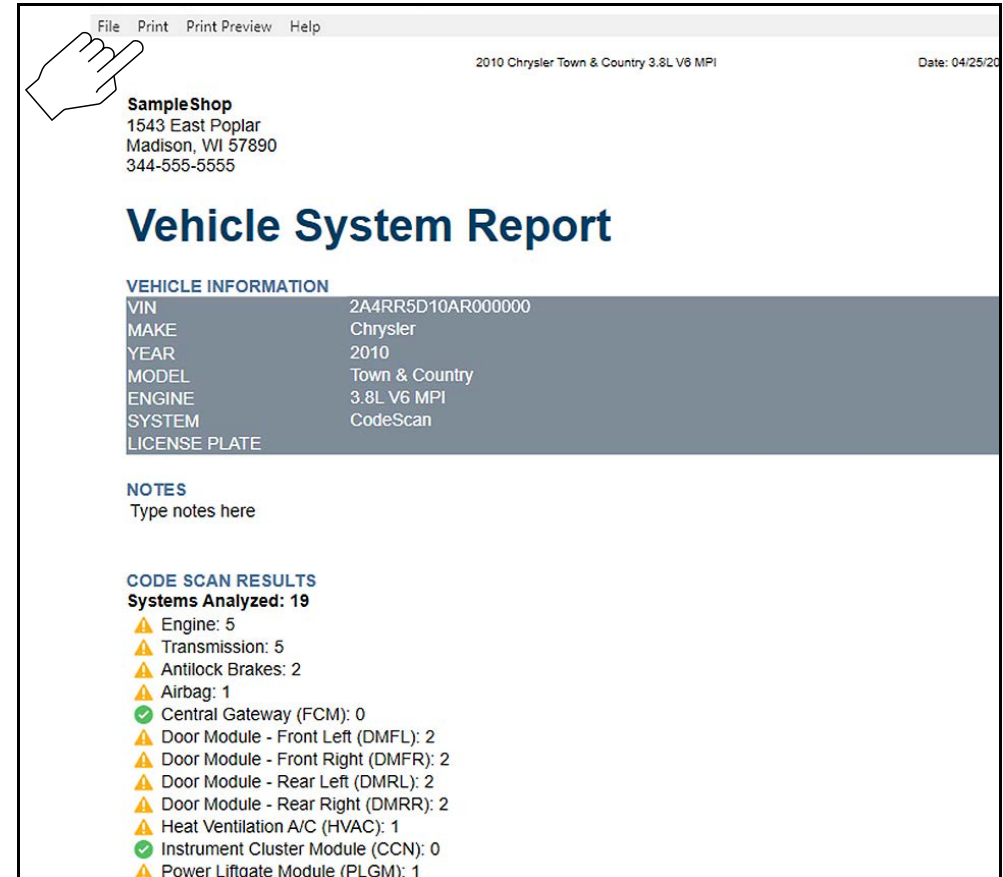 File Print Print Preview Help
2010 Chrysler Town & Country 3.8L V6 MPI Date: 04/25/20
SampleShop
1543 East Poplar
Madison, WI 57890
344-555-5555
Vehicle System Report
VEHICLE INFORMATION
VIN 2A4RR5D10AR000000
MAKE Chrysler
YEAR 2010
MODEL Town & Country
ENGINE 3.8L V6 MPI
SYSTEM CodeScan
LICENSE PLATE
NOTES
Type notes here
CODE SCAN RESULTS
Systems Analyzed: 19
Engine: 5
Transmission: 5
Antilock Brakes: 2
Airbag: 1
Central Gateway (FCM): 0
Door Module - Front Left (DMFL): 2
Door Module - Front Right (DMFR): 2
Door Module - Rear Left (DMRL): 2
Door Module - Rear Right (DMRR): 2
Heat Ventilation A/C (HVAC): 1
Instrument Cluster Module (CCN): 0
Power Liftgate Module (PLGM): 1